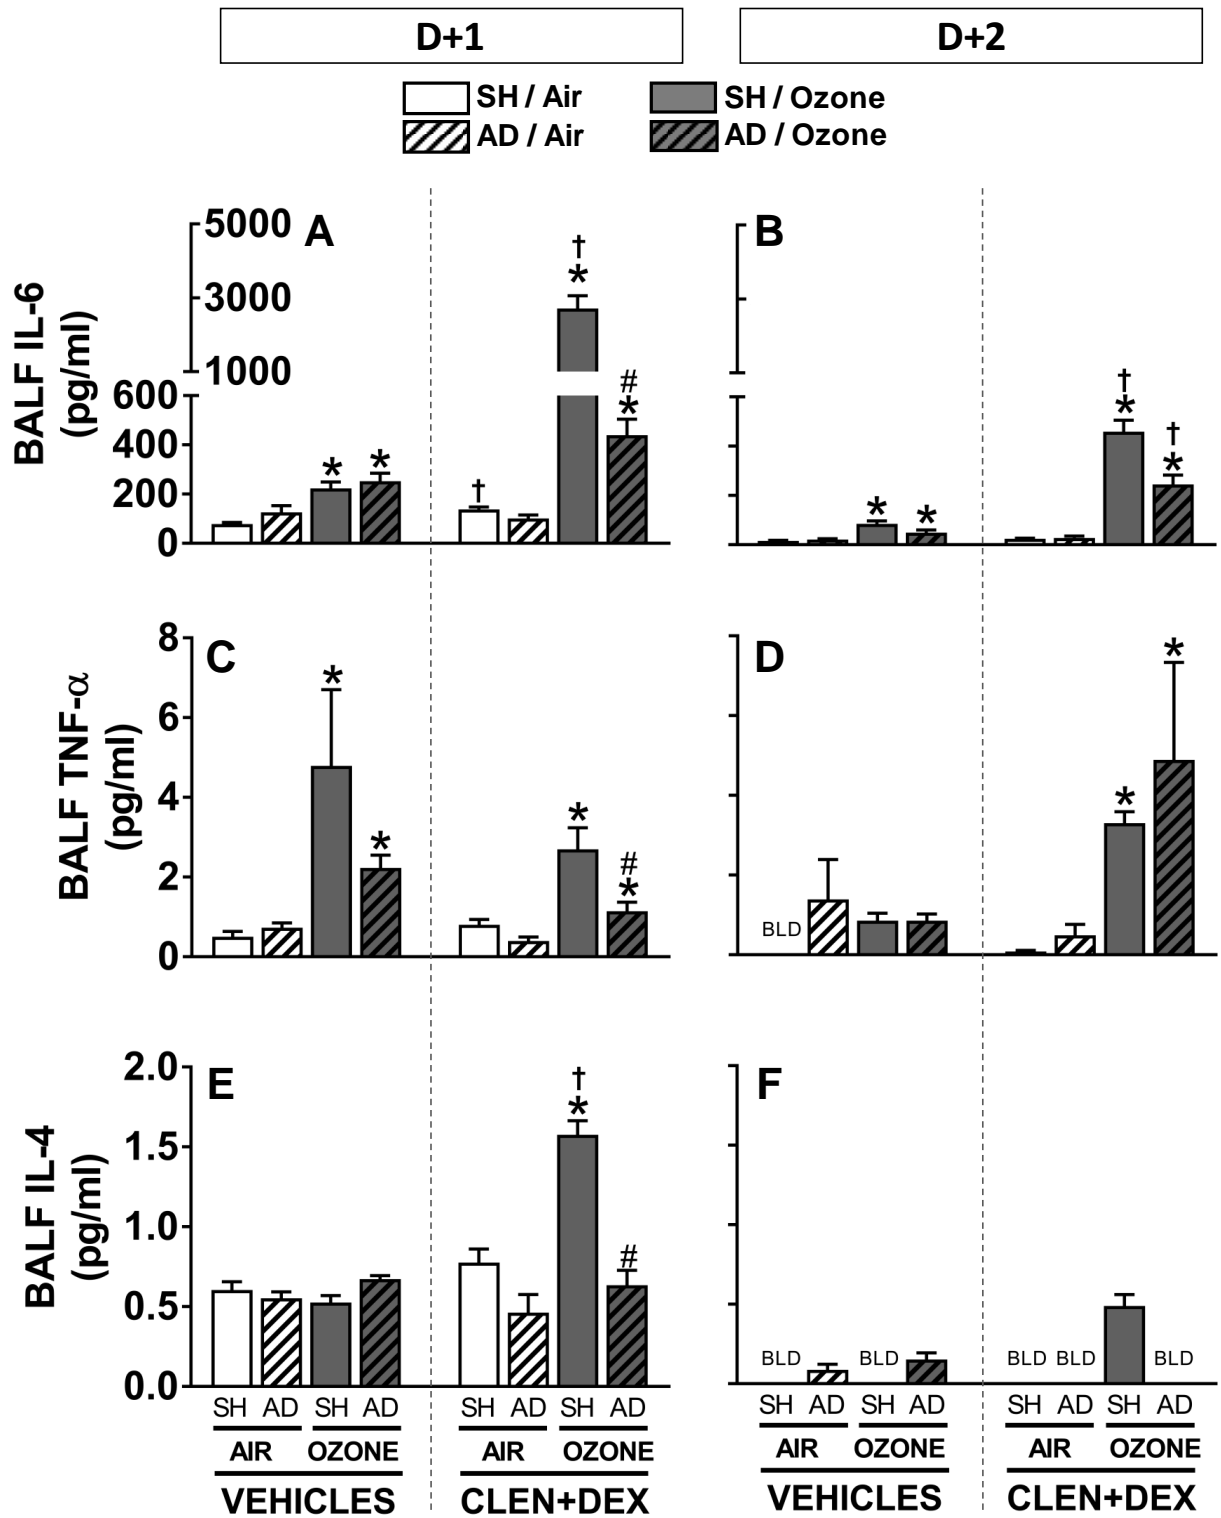 D+1 D+2
SH / Air SH / Ozone
AD / Air AD / Ozone
BALF IL-6
(pg/ml)
5000
3000
1000
600
400
200
0
A
* * † † * # *
B
* * † * † *
BALF TNF-α
(pg/ml)
8
6
4
2
0
C
* * * # *
D
BLD * *
BALF IL-4
(pg/ml)
2.0
1.5
1.0
0.5
0.0
E
† * #
F
BLD BLD BLD BLD BLD
SH AD SH AD SH AD SH AD SH AD SH AD SH AD SH AD
AIR OZONE AIR OZONE AIR OZONE AIR OZONE
VEHICLES CLEN+DEX VEHICLES CLEN+DEX